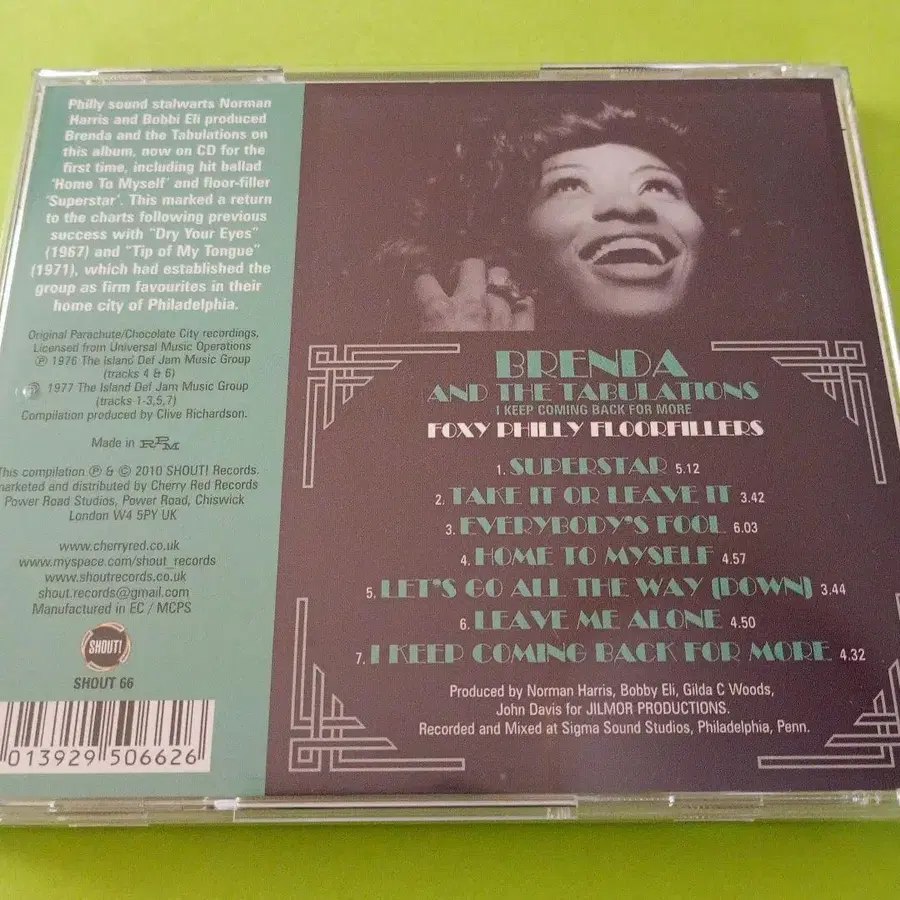 Philly sound stalwarts Norman
Harris and Bobbi Eli produced
Brenda and the Tabulations on
this album, now on CD for the
first time, including hit ballad
'Home To Myself' and floor-filler
'Superstar'. This marked a return
to the charts following previous
success with "Dry Your Eyes"
(1967) and "Tip of My Tongue"
(1971), which had established the
group as firm favourites in their
home city of Philadelphia.
Original Parachute/Chocolate City recordings,
Licensed from Universal Music Operations
℗ 1976 The Island Def Jam Music Group
(tracks 4 & 6)
℗ 1977 The Island Def Jam Music Group
(tracks 1-3,5,7)
Compilation produced by Clive Richardson.
Made in RPM
This compilation ℗ & © 2010 SHOUT! Records.
marketed and distributed by Cherry Red Records
Power Road Studios, Power Road, Chiswick
London W4 5PY UK
www.cherryred.co.uk
www.myspace.com/shout_records
www.shoutrecords.co.uk
shout.records@gmail.com
Manufactured in EC / MCPS
SHOUT!
SHOUT 66
013929 506626
BRENDA
AND THE TABULATIONS
I KEEP COMING BACK FOR MORE
FOXY PHILLY FLOORFILLERS
1. SUPERSTAR 5.12
2. TAKE IT OR LEAVE IT 3.42
3. EVERYBODY'S FOOL 6.03
4. HOME TO MYSELF 4.57
5. LET'S GO ALL THE WAY (DOWN) 3.44
6. LEAVE ME ALONE 4.50
7. I KEEP COMING BACK FOR MORE 4.32
Produced by Norman Harris, Bobby Eli, Gilda C Woods,
John Davis for JILMOR PRODUCTIONS.
Recorded and Mixed at Sigma Sound Studios, Philadelphia, Penn.